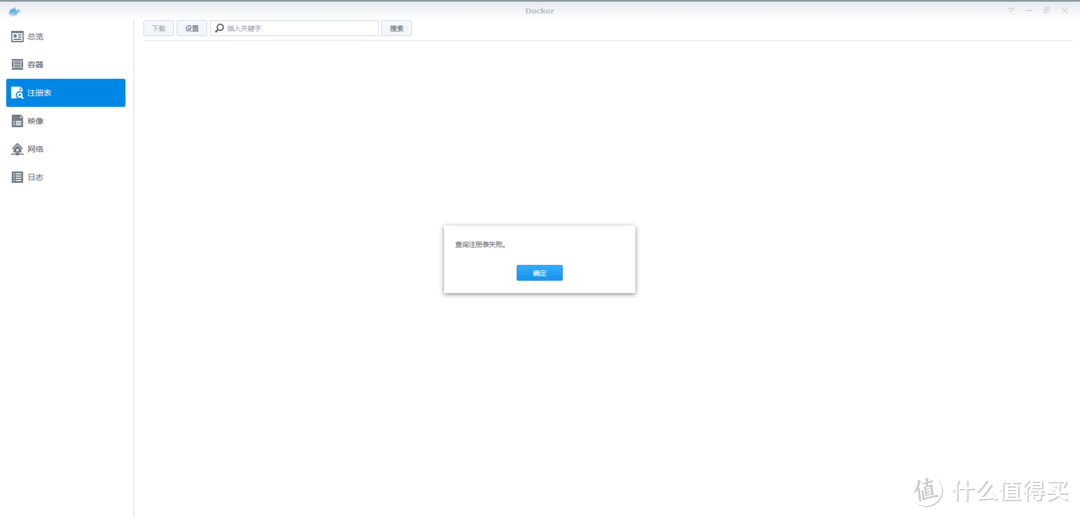 Docker
下载 设置 插入关键字 搜索
总览
容器
注册表
映像
网络
日志
查询注册表失败。
确定
值 什么值得买